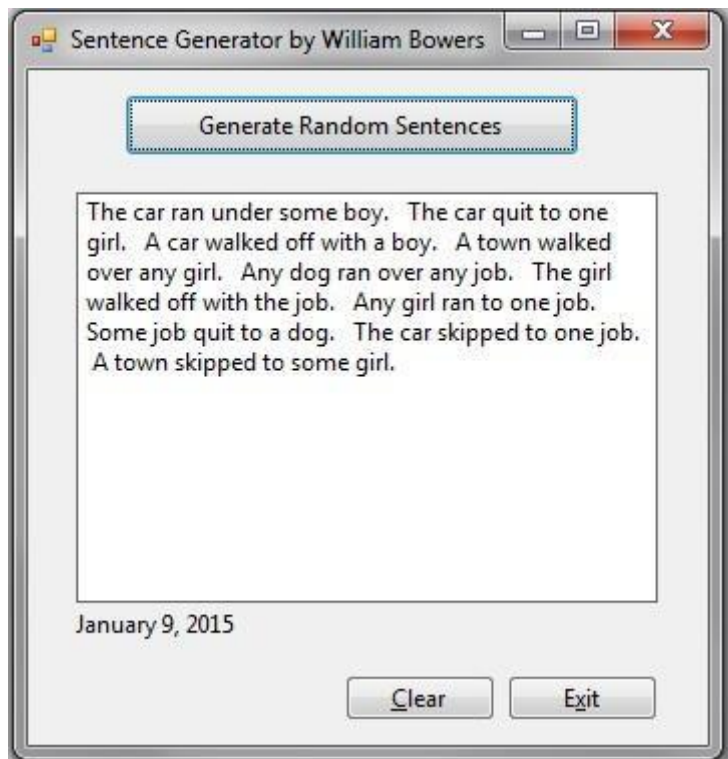 Sentence Generator by William Bowers
Generate Random Sentences
The car ran under some boy.   The car quit to one
girl.   A car walked off with a boy.   A town walked
over any girl.   Any dog ran over any job.   The girl
walked off with the job.   Any girl ran to one job.
Some job quit to a dog.   The car skipped to one job.
 A town skipped to some girl.
January 9, 2015
Clear
Exit